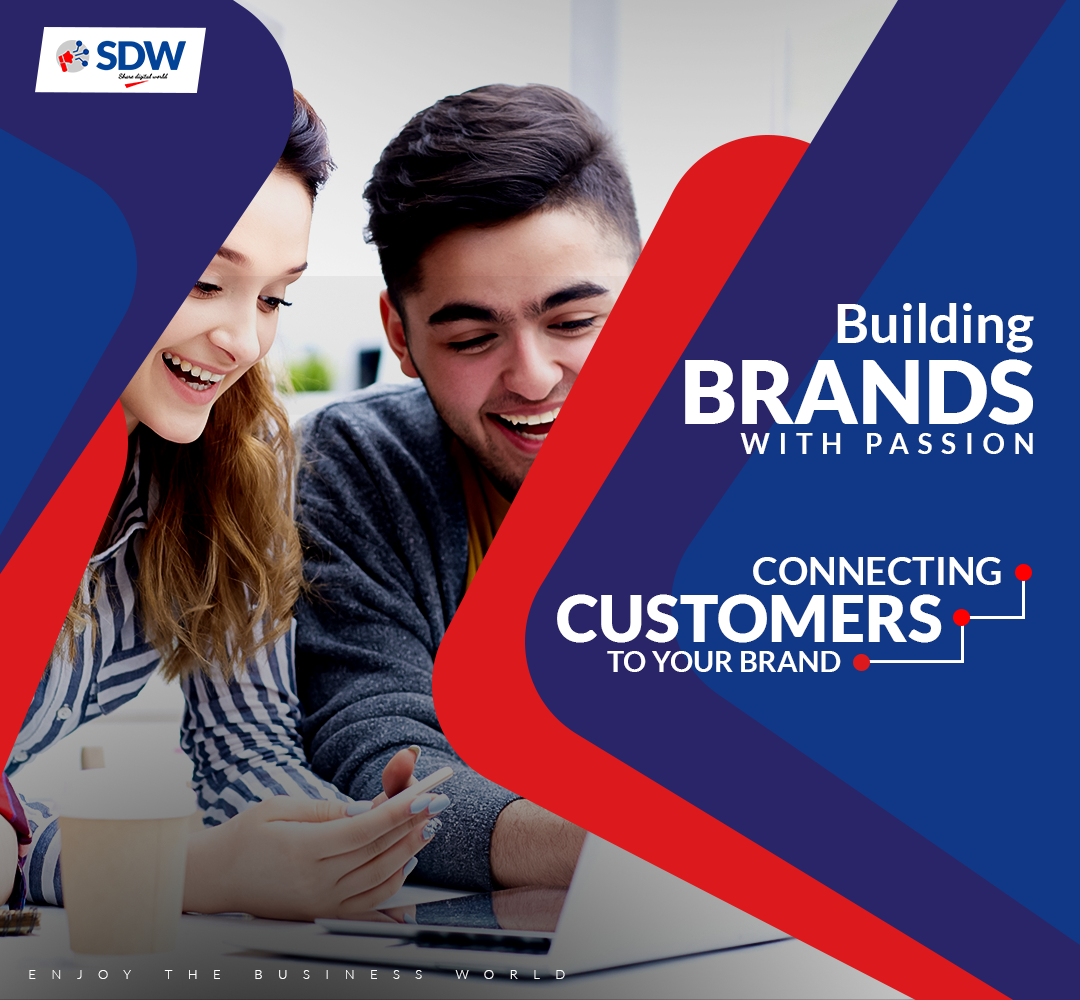 SDW
Share digital world
Building
BRANDS
WITH PASSION
CONNECTING
CUSTOMERS
TO YOUR BRAND
ENJOY THE BUSINESS WORLD